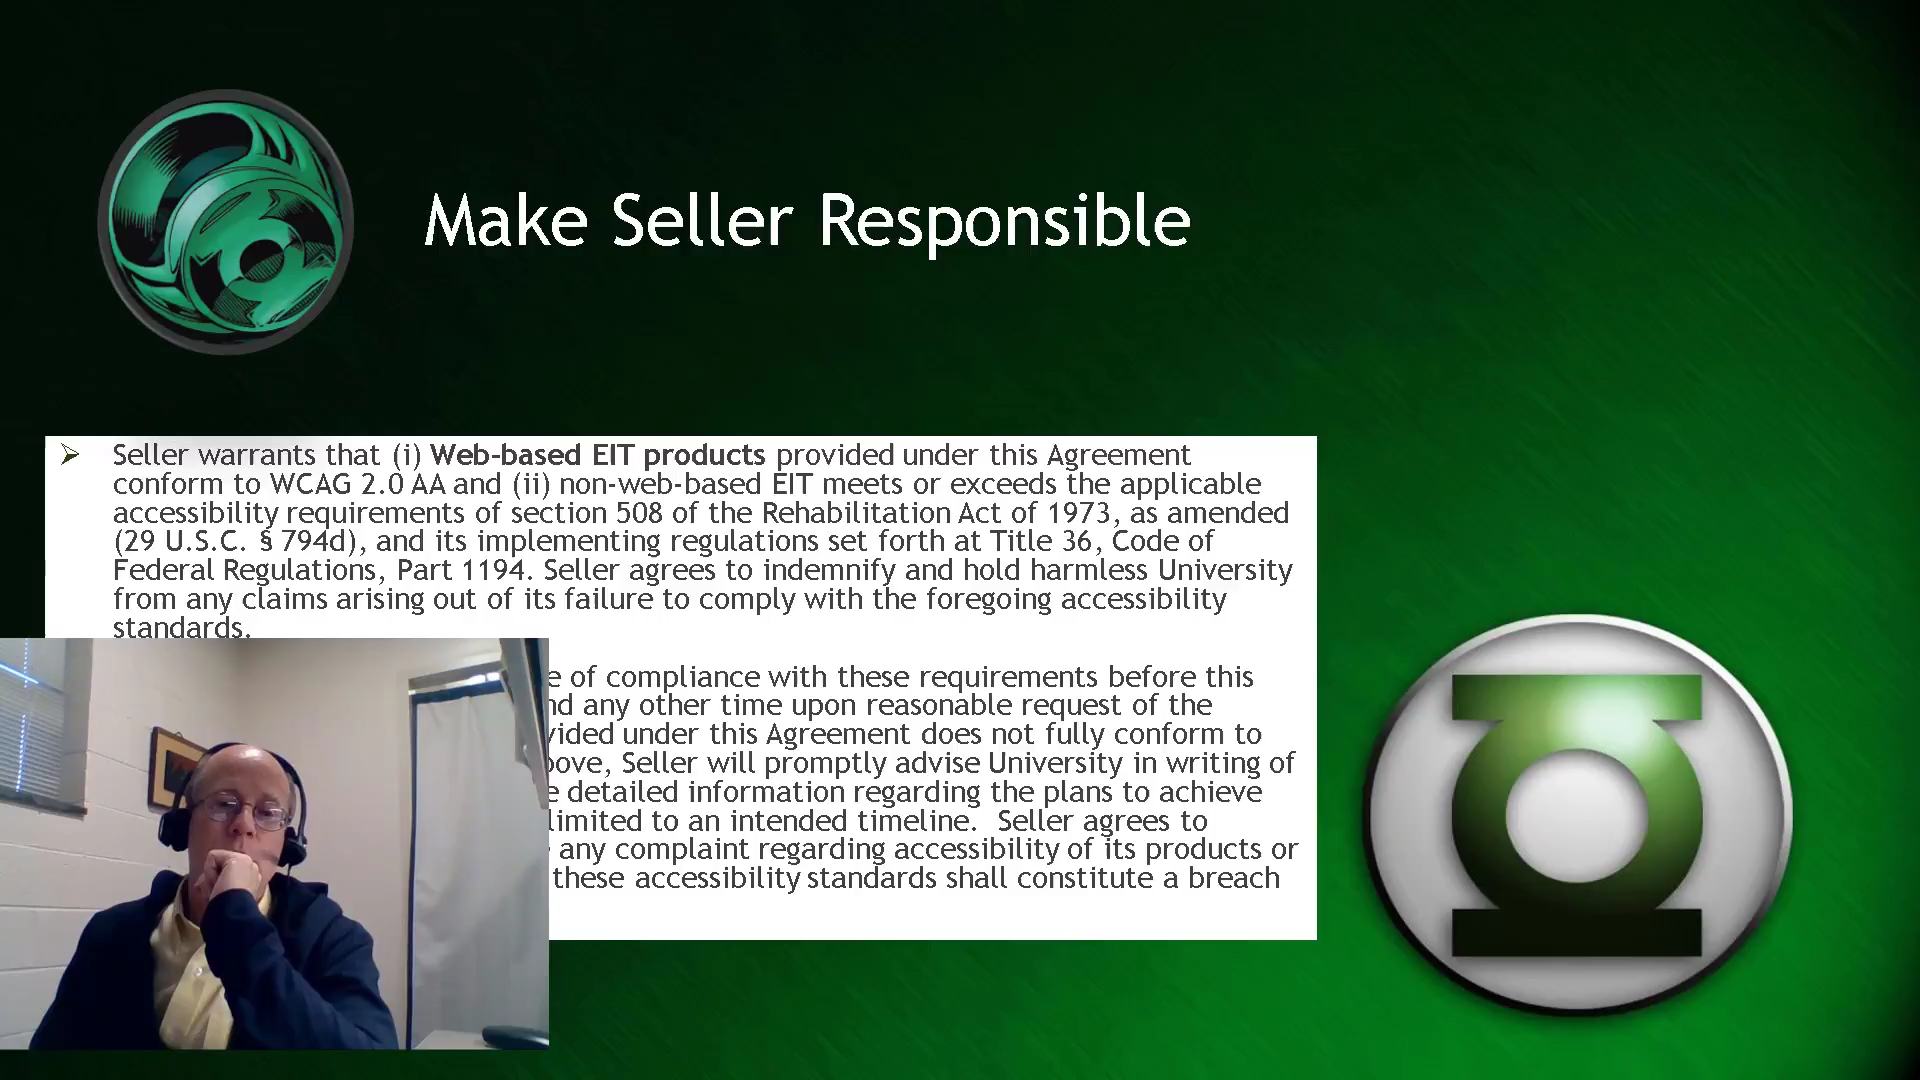 Make Seller Responsible
Seller warrants that (i) Web-based EIT products provided under this Agreement
conform to WCAG 2.0 AA and (ii) non-web-based EIT meets or exceeds the applicable
accessibility requirements of section 508 of the Rehabilitation Act of 1973, as amended
(29 U.S.C. § 794d), and its implementing regulations set forth at Title 36, Code of
Federal Regulations, Part 1194. Seller agrees to indemnify and hold harmless University
from any claims arising out of its failure to comply with the foregoing accessibility
standards.
of compliance with these requirements before this
any other time upon reasonable request of the
under this Agreement does not fully conform to
Seller will promptly advise University in writing of
detailed information regarding the plans to achieve
limited to an intended timeline. Seller agrees to
any complaint regarding accessibility of its products or
these accessibility standards shall constitute a breach